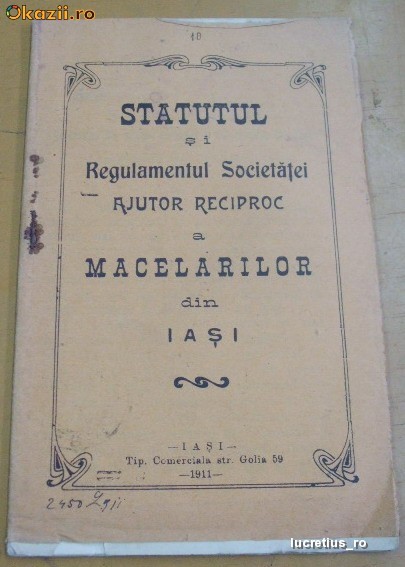 Okazii.ro
10
STATUTUL
și
Regulamentul Societăței
AJUTOR RECIPROC
a
MACELARILOR
din
IAȘI
—IAȘI—
Tip. Comerciala str. Golia 59
—1911—
2450
lucretius_ro